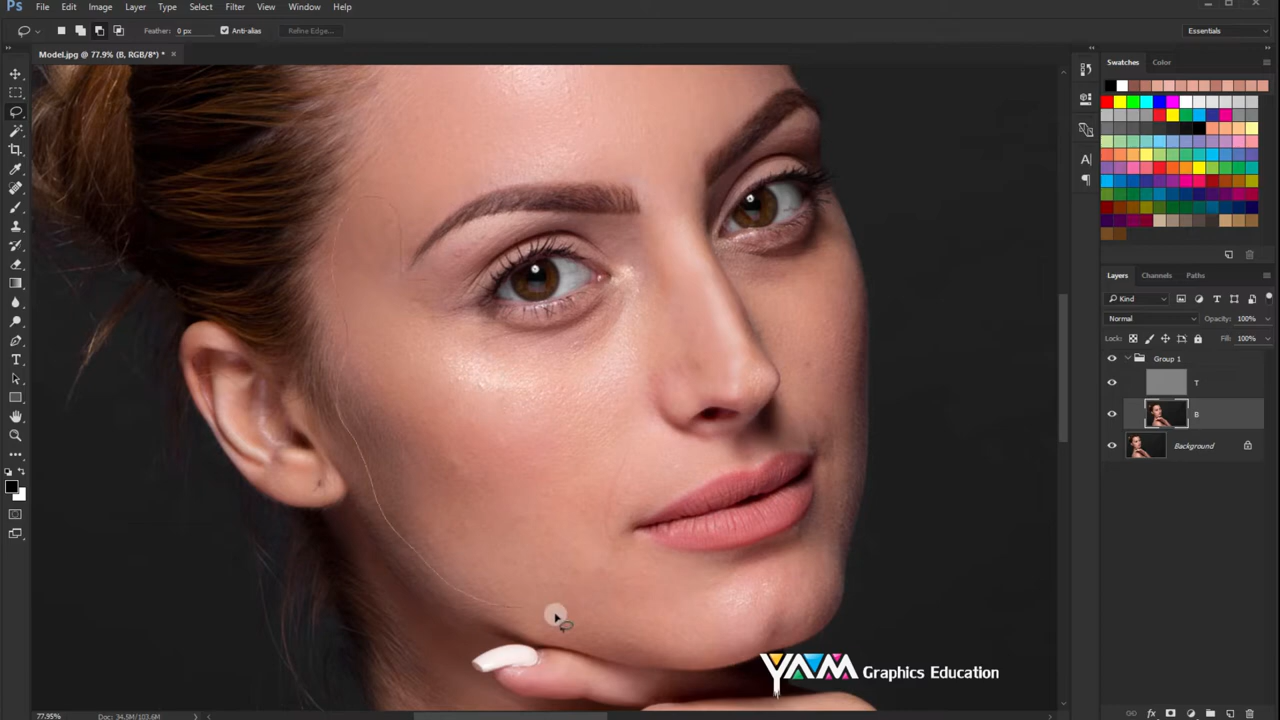 Ps File Edit Image Layer Type Select Filter View Window Help
Feather: 0 px Anti-alias Refine Edge... Essentials
Model.jpg @ 77.9% (B, RGB/8*) *
Swatches Color
Layers Channels Paths
Kind
Normal Opacity: 100%
Lock: Fill: 100%
Group 1
T
B
Background
YAM Graphics Education
77.95% Doc: 34.5M/103.6M